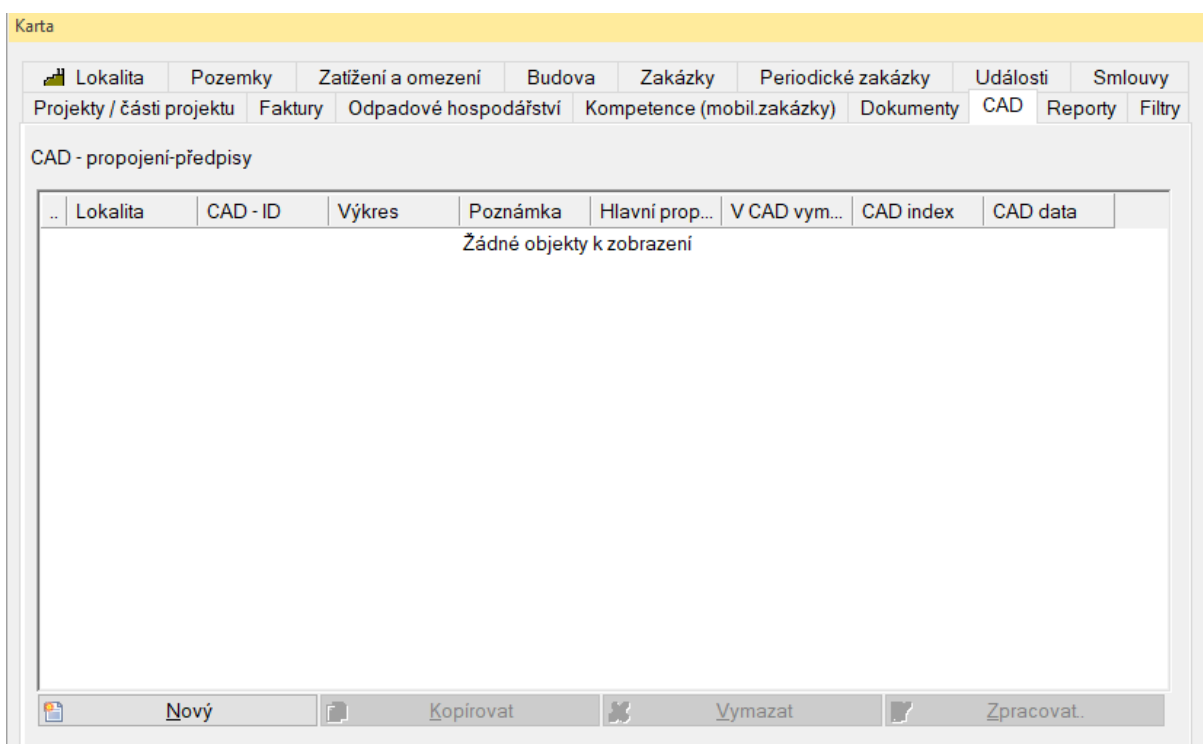 Karta
Lokalita Pozemky Zatížení a omezení Budova Zakázky Periodické zakázky Události Smlouvy
Projekty / části projektu Faktury Odpadové hospodářství Kompetence (mobil.zakázky) Dokumenty CAD Reporty Filtry
CAD - propojení-předpisy
.. Lokalita CAD - ID Výkres Poznámka Hlavní prop... V CAD vym... CAD index CAD data
Žádné objekty k zobrazení
Nový Kopírovat Vymazat Zpracovat..